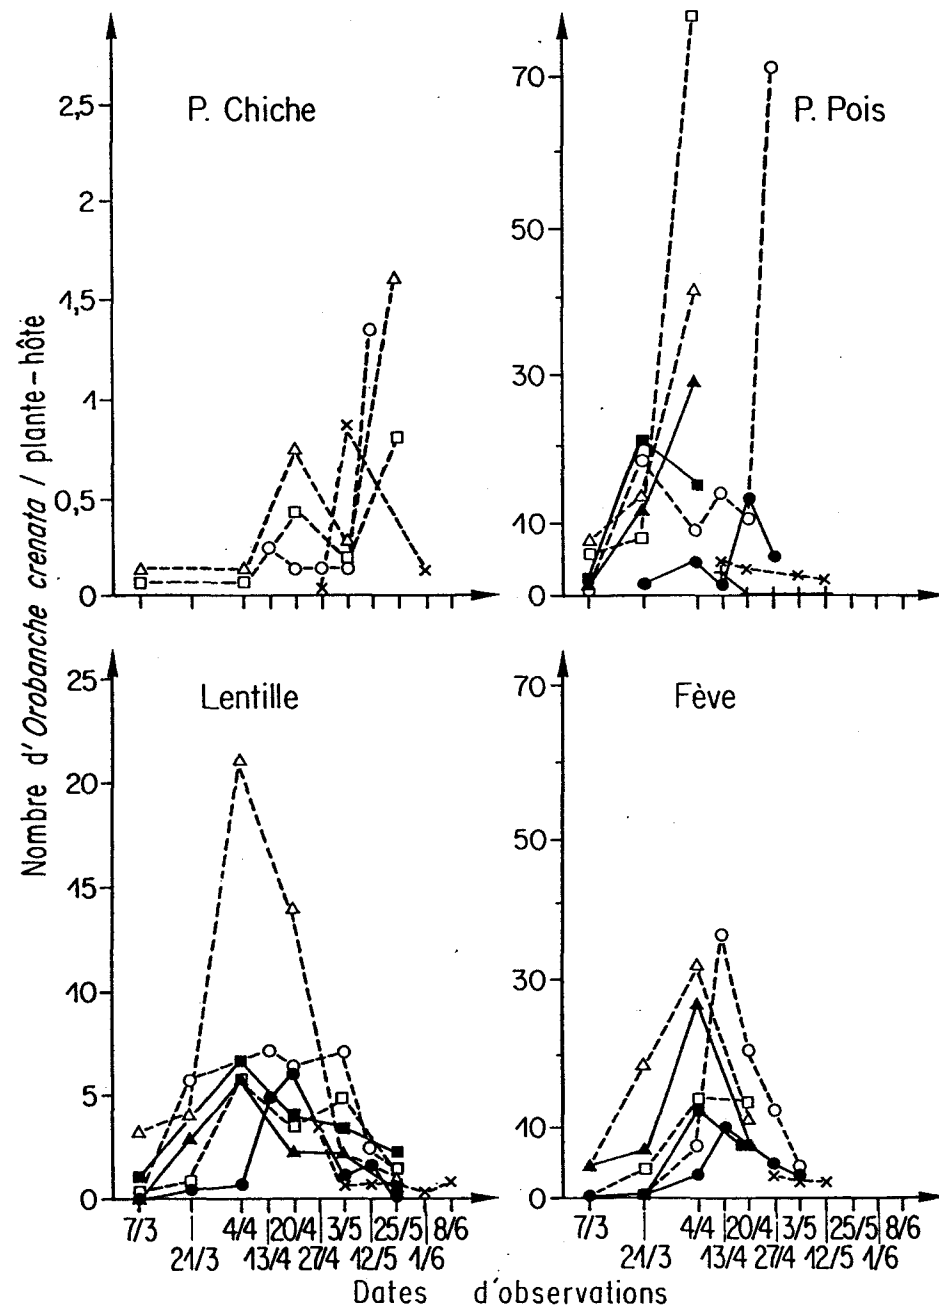 P. Chiche
2,5
2
1,5
1
0,5
0
P. Pois
70
50
30
10
0
Nombre d'Orobanche crenata / plante-hôte
Lentille
25
20
15
10
5
0
Fève
70
50
30
10
0
7/3 4/4 20/4 3/5 25/5 8/6
21/3 13/4 27/4 12/5 1/6
7/3 4/4 20/4 3/5 25/5 8/6
21/3 13/4 27/4 12/5 1/6
Dates d'observations